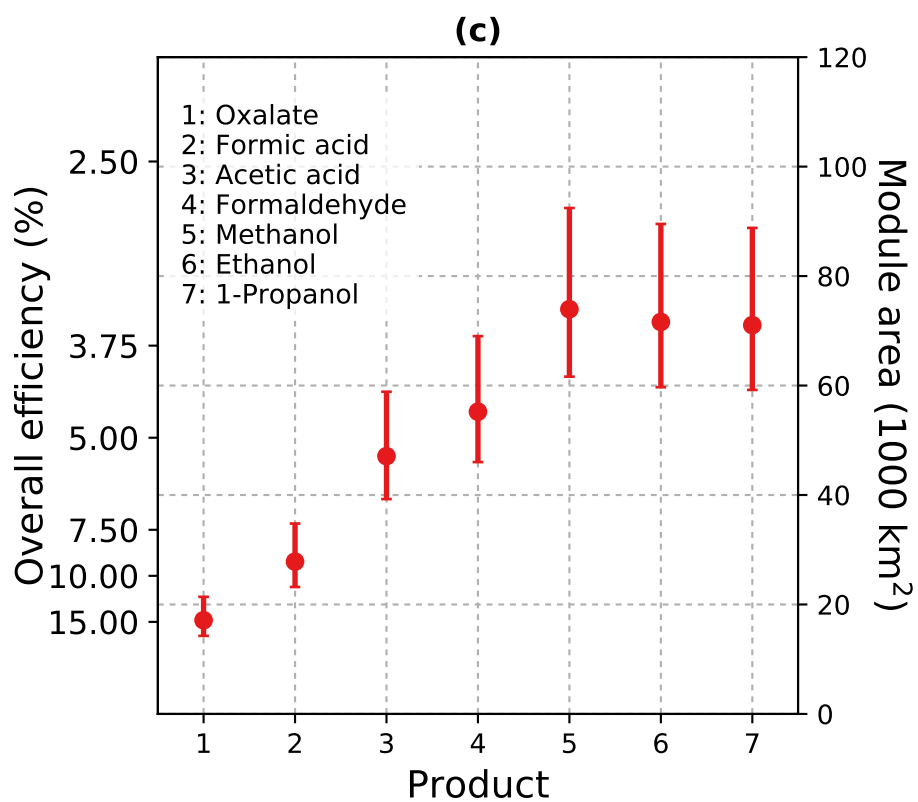 (c)
1: Oxalate
2: Formic acid
3: Acetic acid
4: Formaldehyde
5: Methanol
6: Ethanol
7: 1-Propanol
Overall efficiency (%)
2.50
3.75
5.00
7.50
10.00
15.00
120
100
80
60
40
20
0
Module area (1000 km²)
1 2 3 4 5 6 7
Product